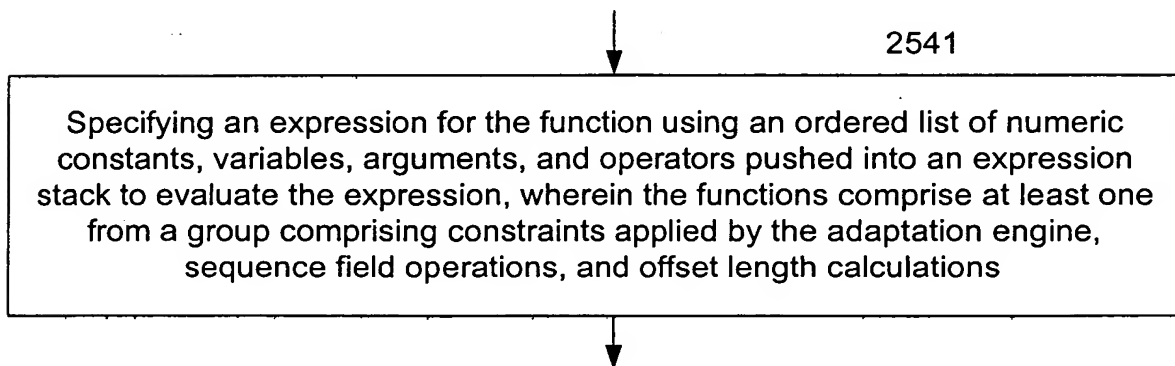 2541
Specifying an expression for the function using an ordered list of numeric
constants, variables, arguments, and operators pushed into an expression
stack to evaluate the expression, wherein the functions comprise at least one
from a group comprising constraints applied by the adaptation engine,
sequence field operations, and offset length calculations